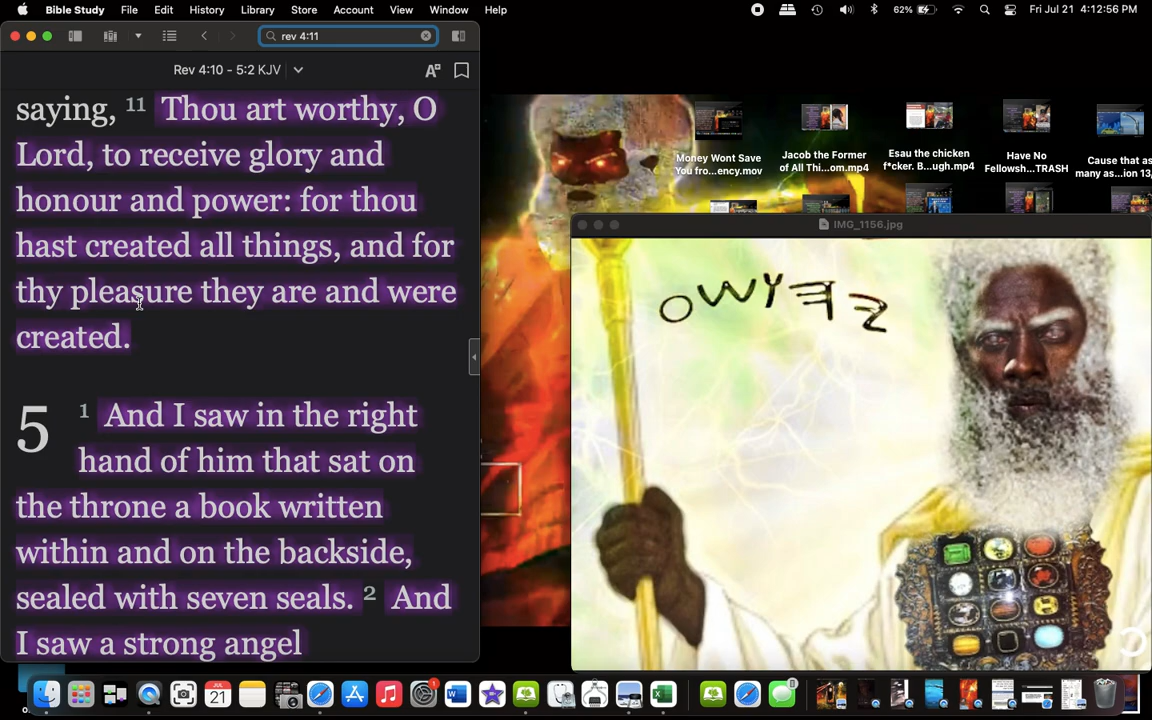 Bible Study File Edit History Library Store Account View Window Help
62% Fri Jul 21 4:12:56 PM
rev 4:11
Rev 4:10 - 5:2 KJV
saying, 11 Thou art worthy, O
Lord, to receive glory and
honour and power: for thou
hast created all things, and for
thy pleasure they are and were
created.
5 1 And I saw in the right
hand of him that sat on
the throne a book written
within and on the backside,
sealed with seven seals. 2 And
I saw a strong angel
Money Wont Save
You fro...ency.mov
Jacob the Former
of All Thi...om.mp4
Esau the chicken
f*cker. B...ugh.mp4
Have No
Fellowsh...TRASH
Cause that as
many as...ion 13,
IMG_1156.jpg
𐤉𐤄𐤅𐤔𐤏
JUL
21